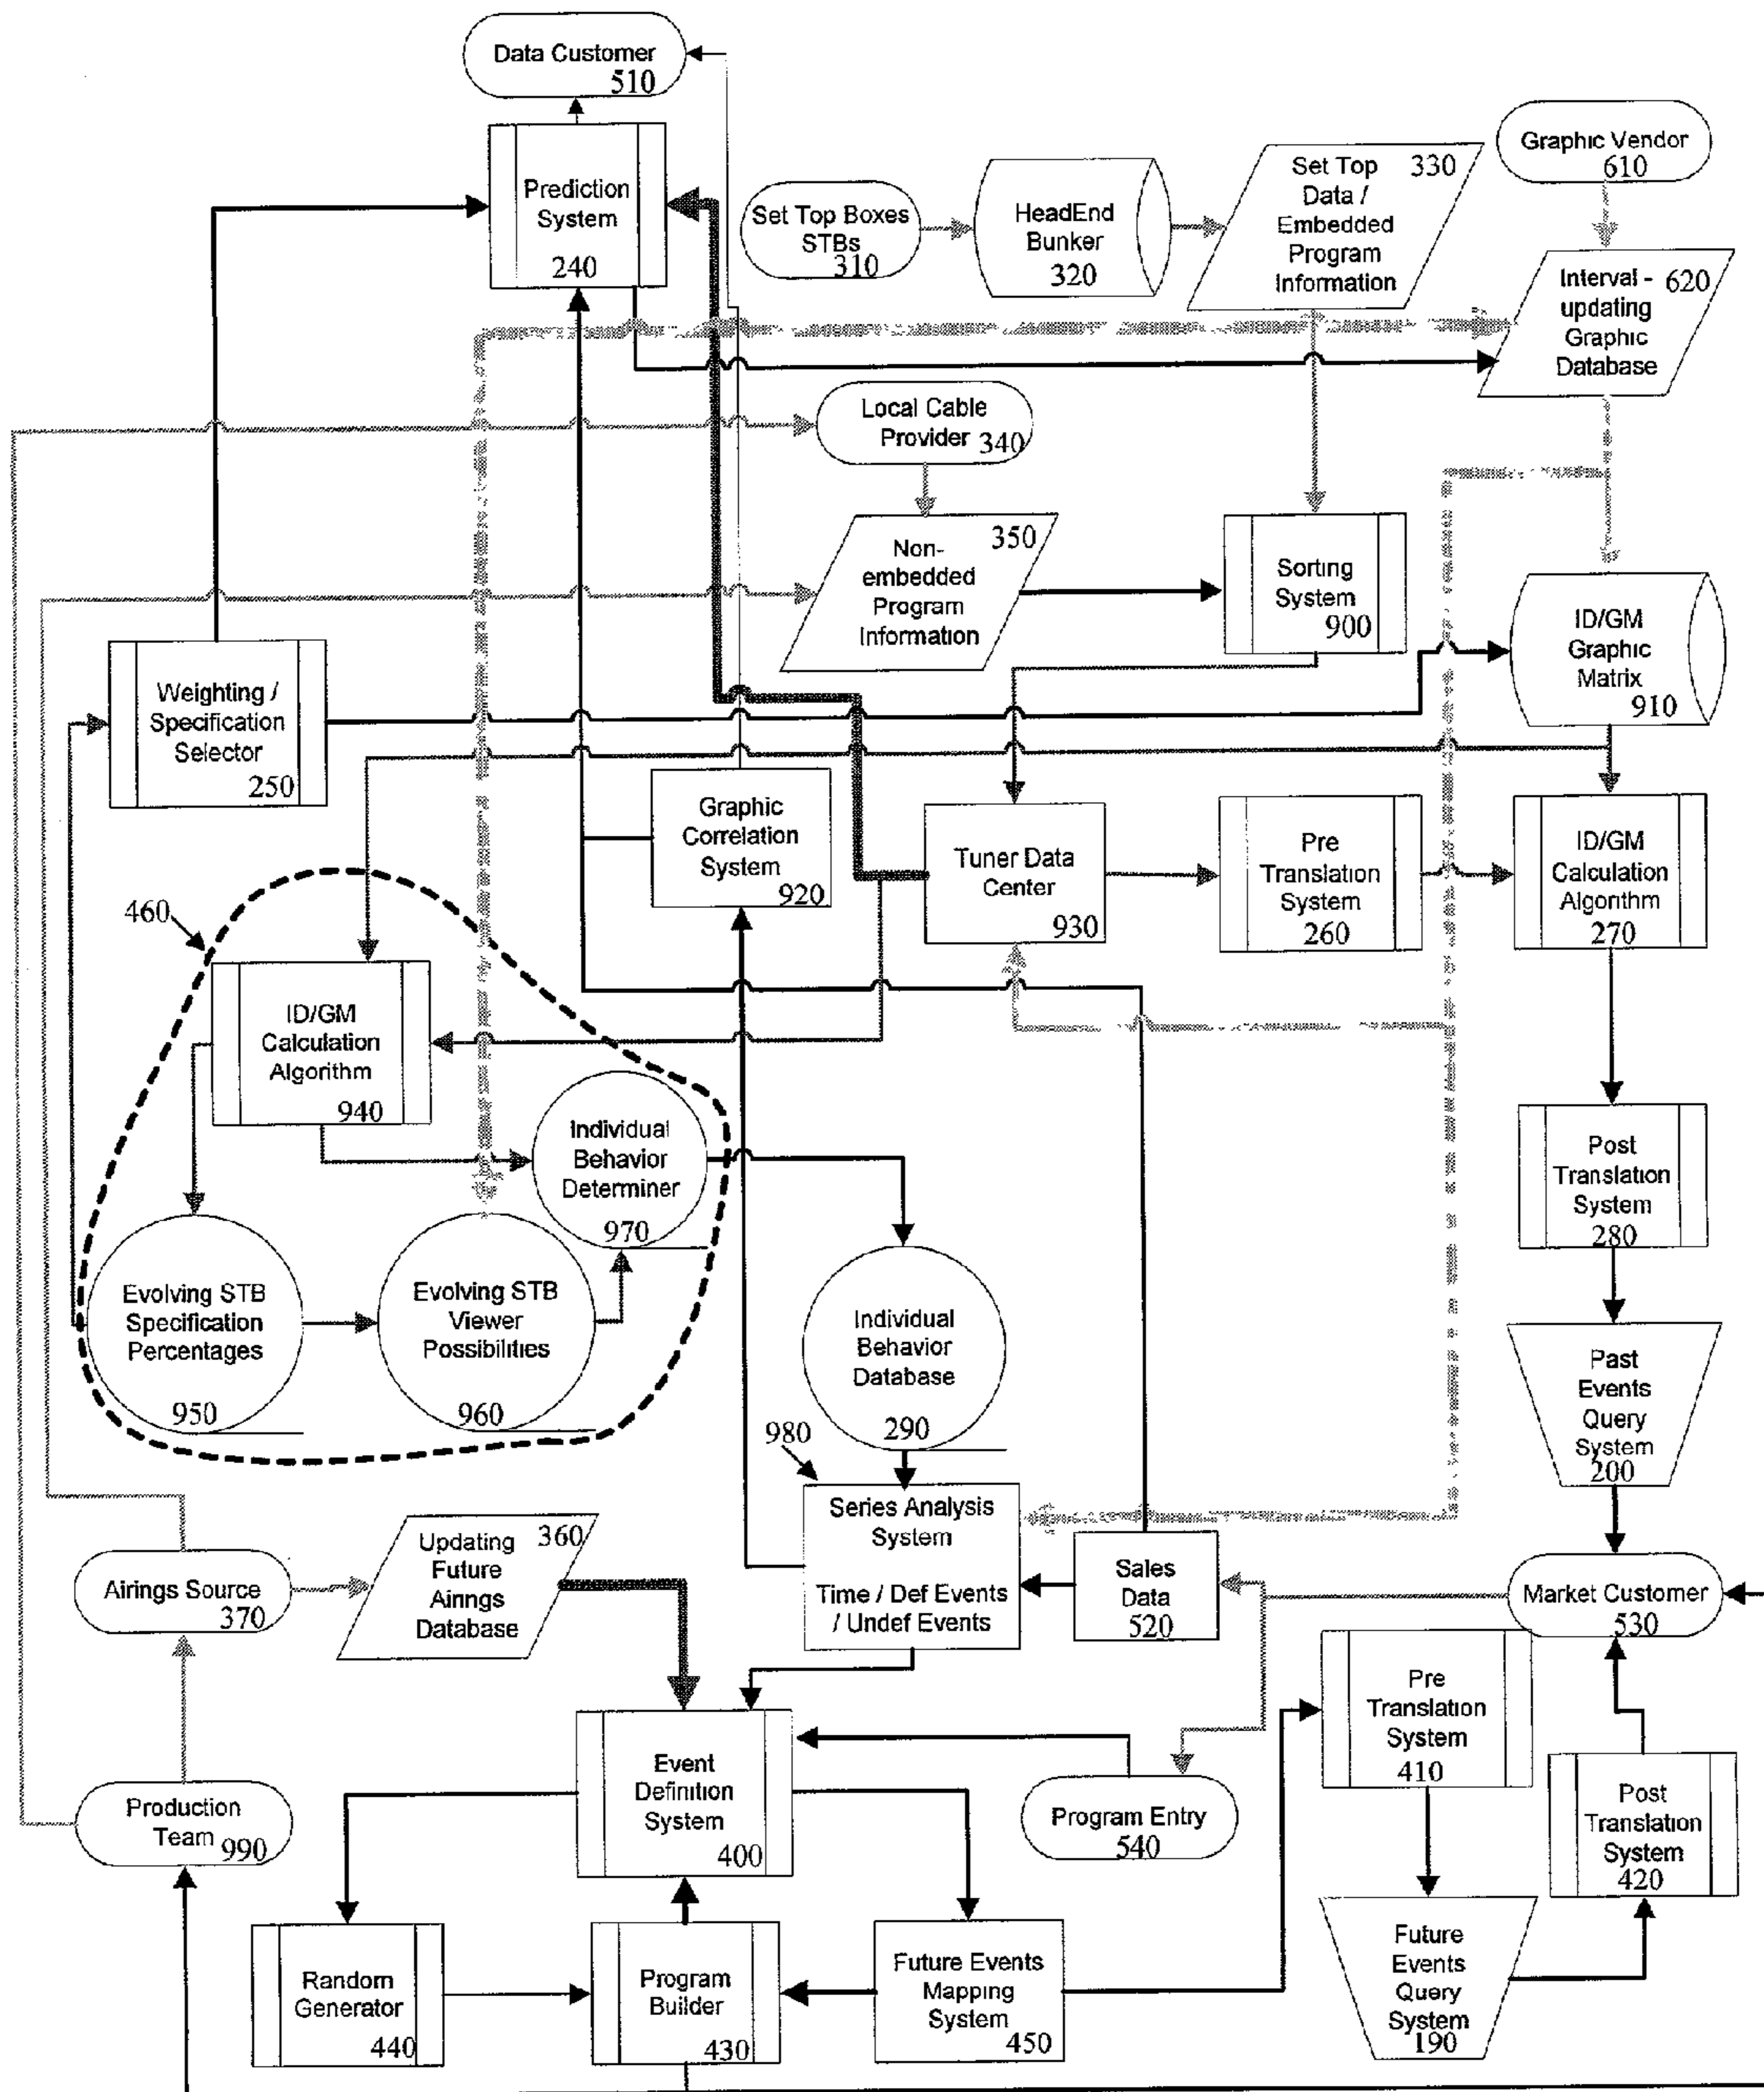 Data Customer
510
Prediction
System
240
Set Top Boxes
STBs
310
HeadEnd
Bunker
320
Set Top
Data /
Embedded
Program
Information
330
Graphic Vendor
610
Interval -
updating
Graphic
Database
620
Local Cable
Provider 340
Non-
embedded
Program
Information
350
Sorting
System
900
ID/GM
Graphic
Matrix
910
Weighting /
Specification
Selector
250
Graphic
Correlation
System
920
Tuner Data
Center
930
Pre
Translation
System
260
ID/GM
Calculation
Algorithm
270
460
ID/GM
Calculation
Algorithm
940
Individual
Behavior
Determiner
970
Post
Translation
System
280
Evolving STB
Specification
Percentages
950
Evolving STB
Viewer
Possibilities
960
Individual
Behavior
Database
290
Past
Events
Query
System
200
980
Series Analysis
System
Time / Def Events
/ Undef Events
Sales
Data
520
Market Customer
530
Airings Source
370
Updating
Future
Airings
Database
360
Pre
Translation
System
410
Post
Translation
System
420
Production
Team
990
Event
Definition
System
400
Program Entry
540
Random
Generator
440
Program
Builder
430
Future Events
Mapping
System
450
Future
Events
Query
System
190